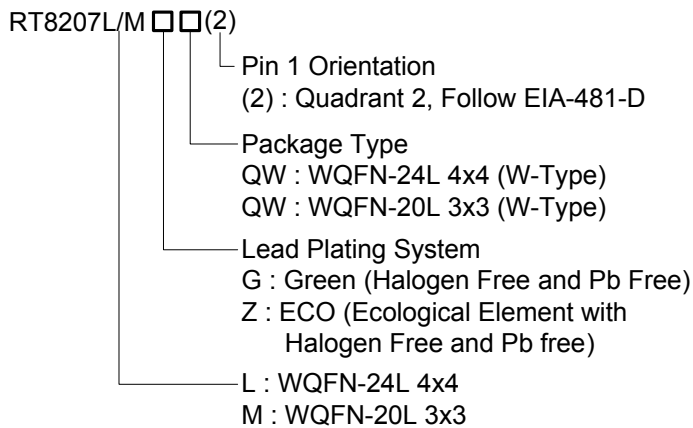 RT8207L/M □ □ (2)
Pin 1 Orientation
(2) : Quadrant 2, Follow EIA-481-D
Package Type
QW : WQFN-24L 4x4 (W-Type)
QW : WQFN-20L 3x3 (W-Type)
Lead Plating System
G : Green (Halogen Free and Pb Free)
Z : ECO (Ecological Element with
Halogen Free and Pb free)
L : WQFN-24L 4x4
M : WQFN-20L 3x3